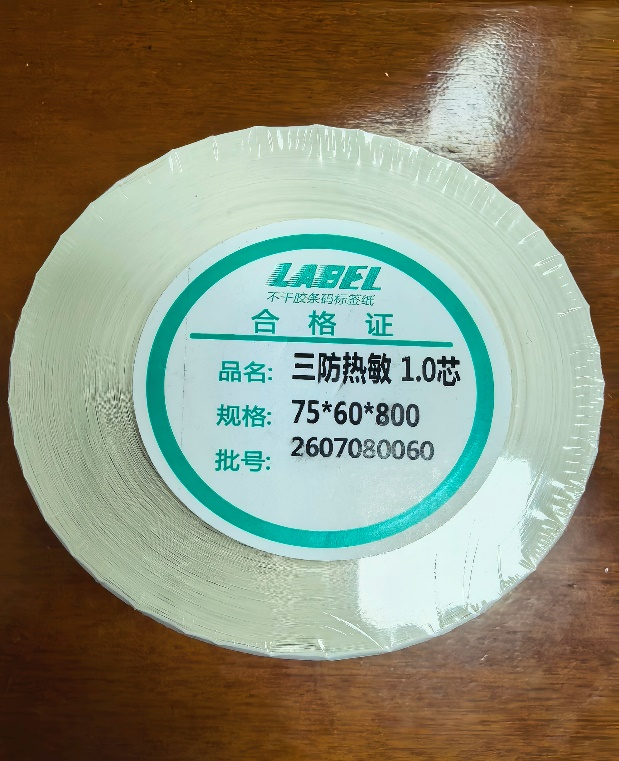 LABEL
不干胶条码标签纸
合格证
品名: 三防热敏 1.0芯
规格: 75*60*800
批号: 2607080060